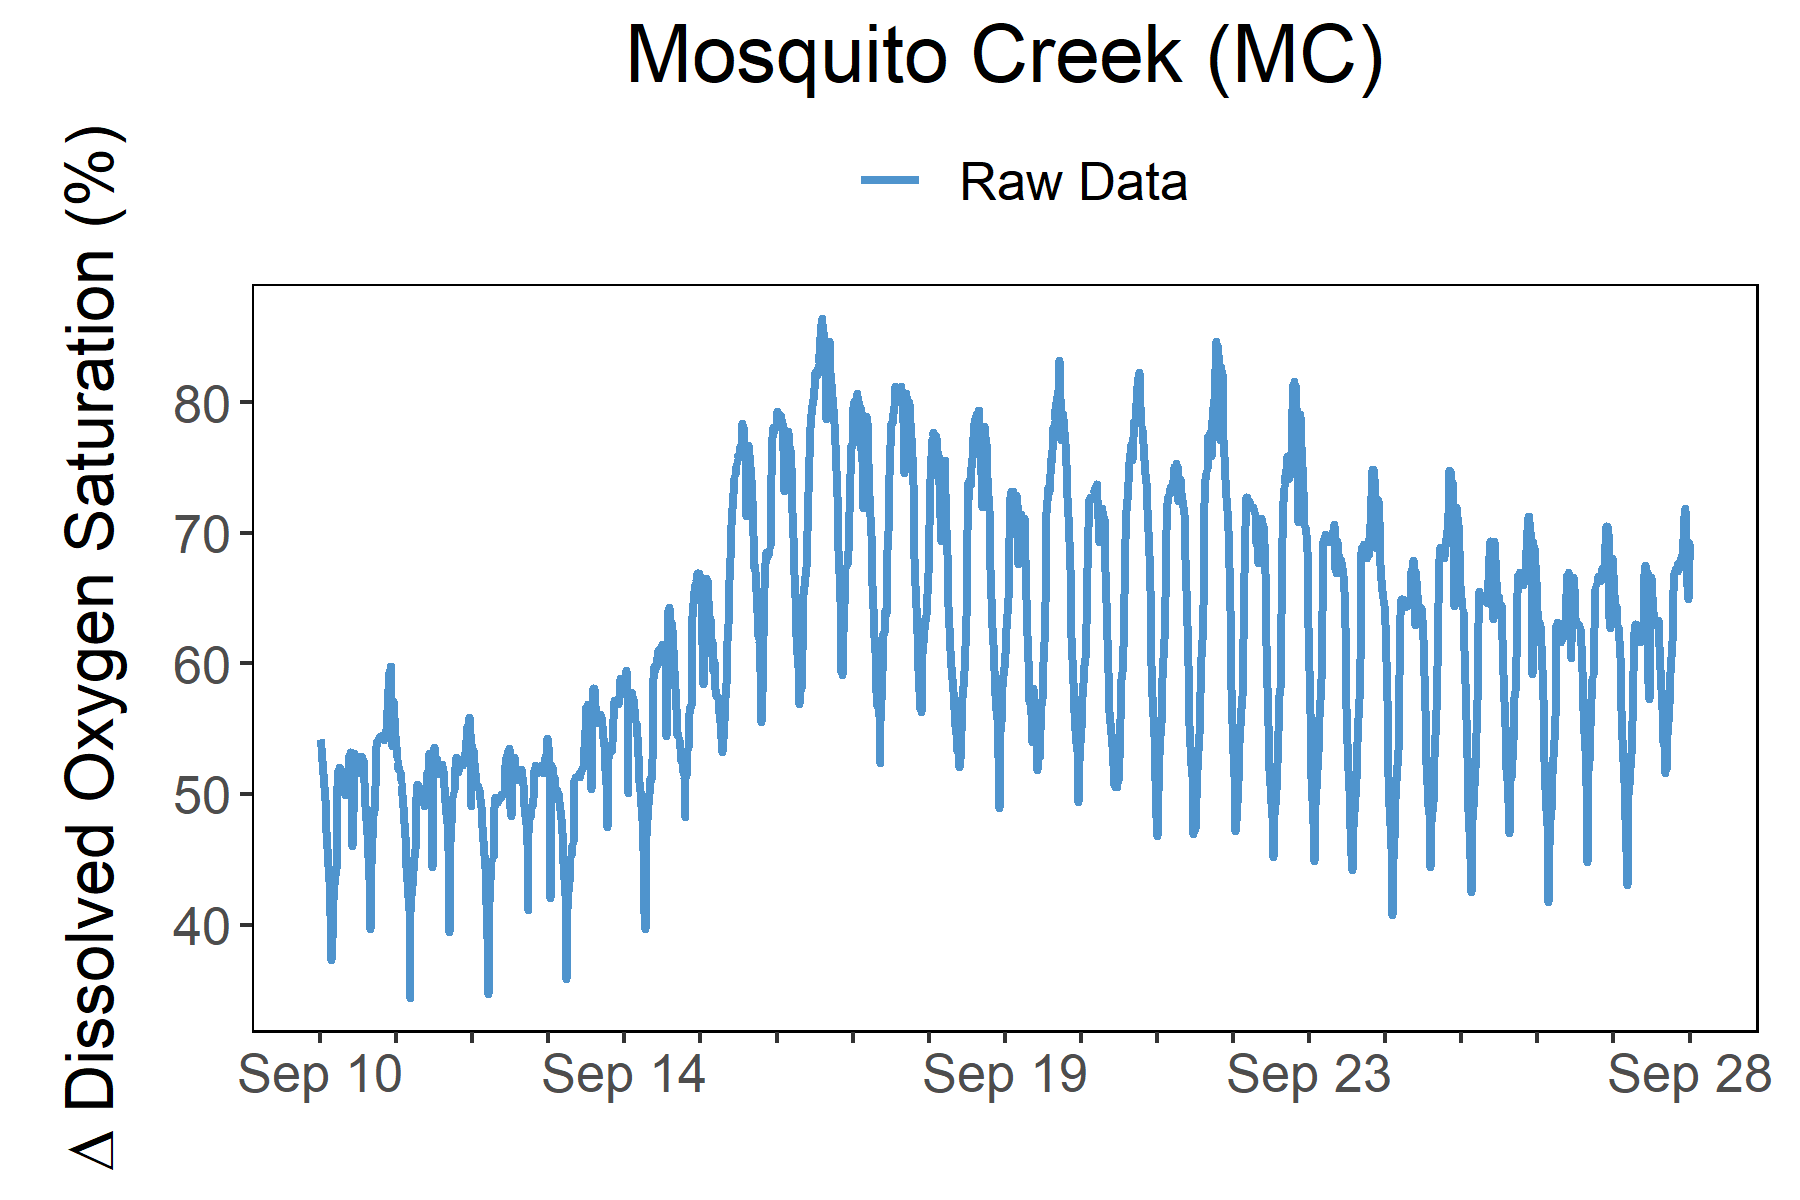 Mosquito Creek (MC)
Raw Data
Δ Dissolved Oxygen Saturation (%)
80
70
60
50
40
Sep 10
Sep 14
Sep 19
Sep 23
Sep 28